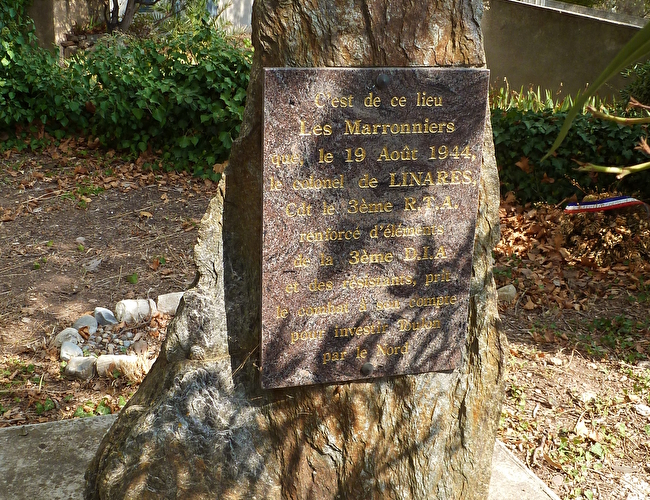 C'est de ce lieu
Les Marronniers
que, le 19 Août 1944,
le colonel de LINARES,
Cdt le 3ème R.T.A.
renforcé d'éléments
de la 3ème D.I.A
et des résistants, prit
le combat à son compte
pour investir Toulon
par le Nord